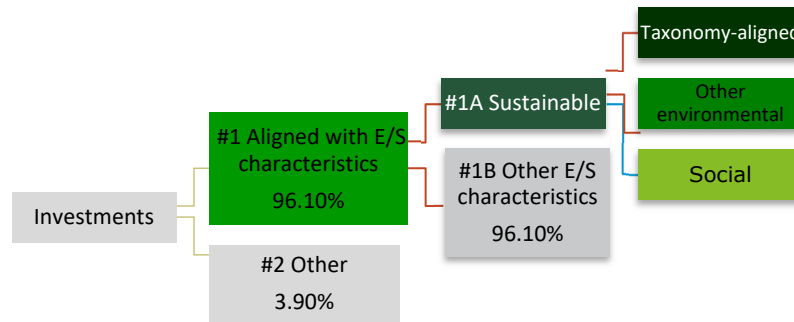 Taxonomy-aligned
#1A Sustainable
Other
environmental
#1 Aligned with E/S
characteristics
96.10%
#1B Other E/S
characteristics
96.10%
Social
Investments
#2 Other
3.90%